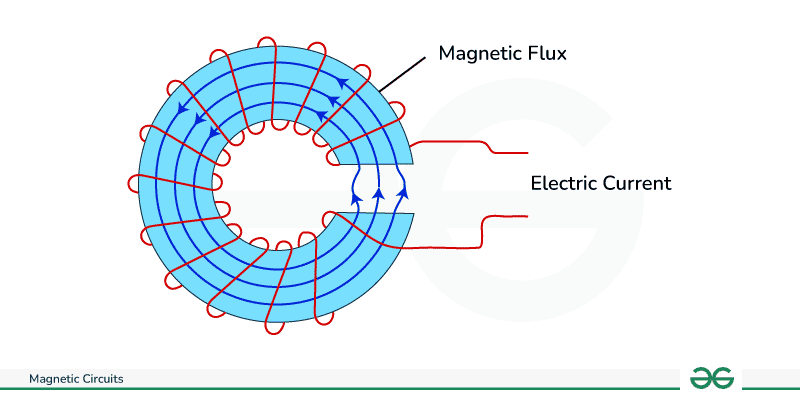 Magnetic Flux
Electric Current
Magnetic Circuits